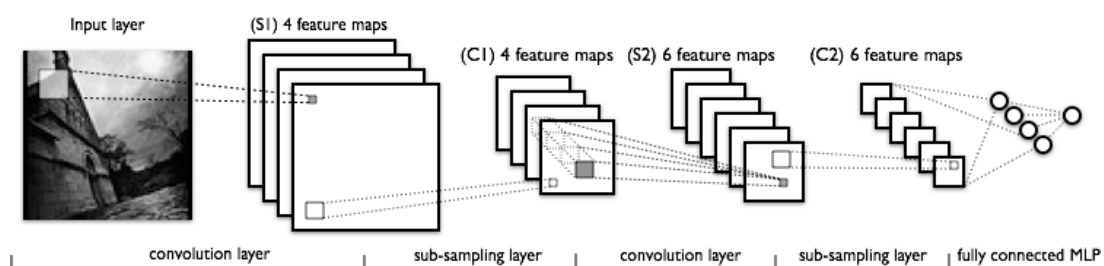 Input layer
(S1) 4 feature maps
(C1) 4 feature maps
(S2) 6 feature maps
(C2) 6 feature maps
convolution layer
sub-sampling layer
convolution layer
sub-sampling layer
fully connected MLP